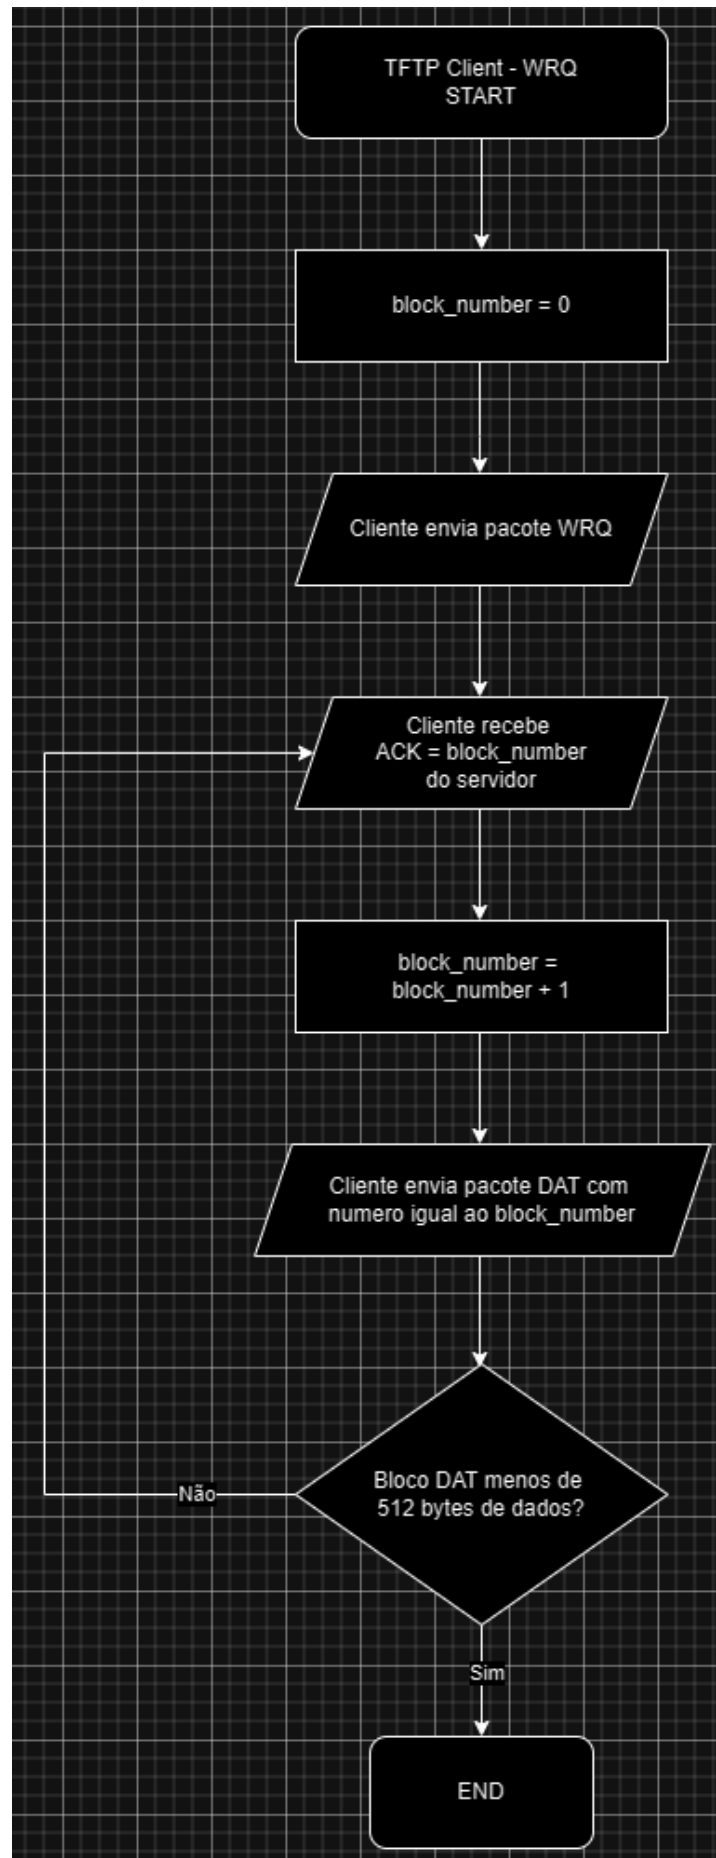 TFTP Client - WRQ
START
block_number = 0
Cliente envia pacote WRQ
Cliente recebe
ACK = block_number
do servidor
block_number =
block_number + 1
Cliente envia pacote DAT com
numero igual ao block_number
Bloco DAT menos de
512 bytes de dados?
Não
Sim
END